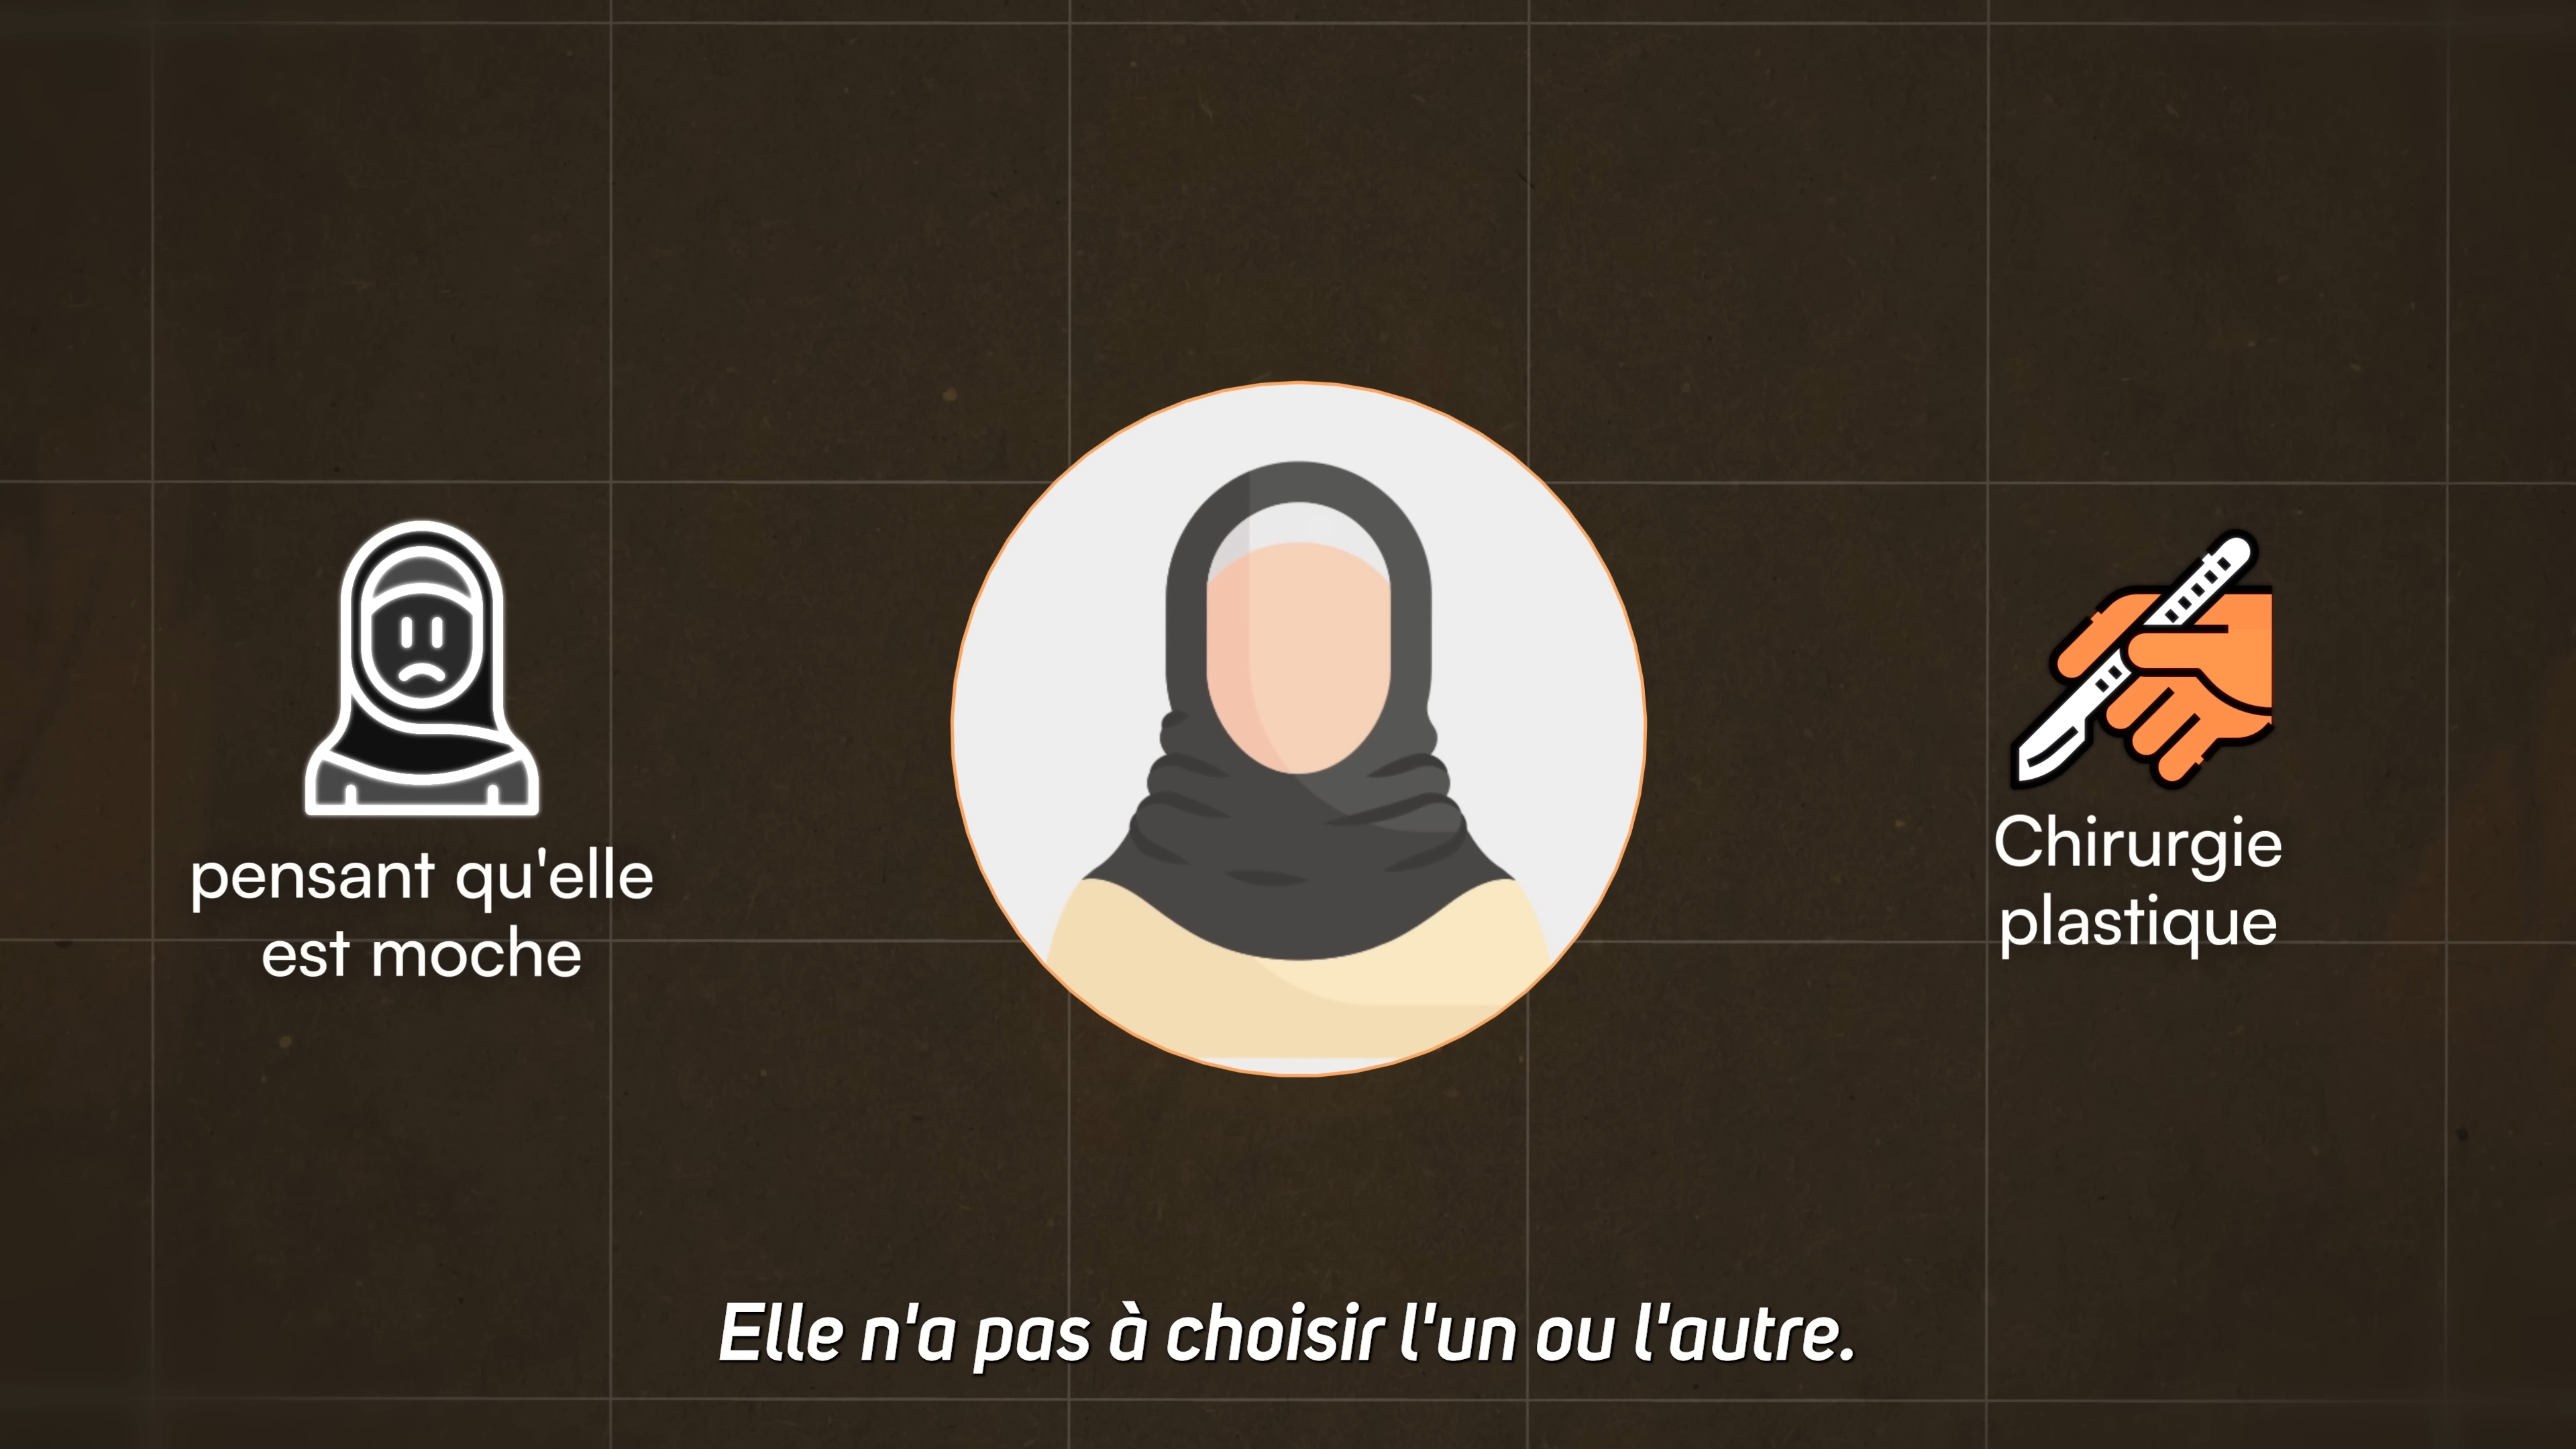 pensant qu'elle
est moche
Chirurgie
plastique
Elle n'a pas à choisir l'un ou l'autre.